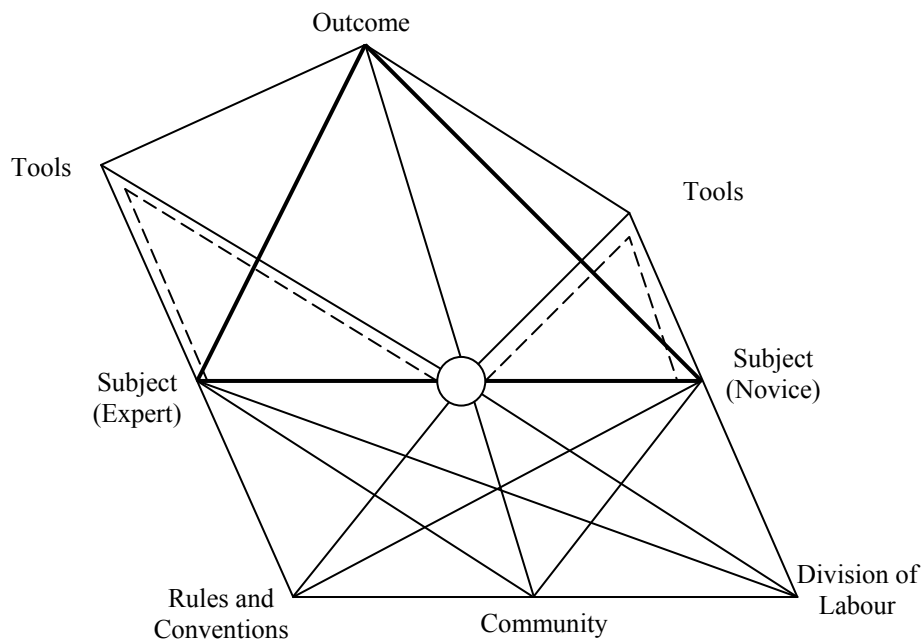 Outcome
Tools
Tools
Subject
(Expert)
Subject
(Novice)
Rules and
Conventions
Community
Division of
Labour